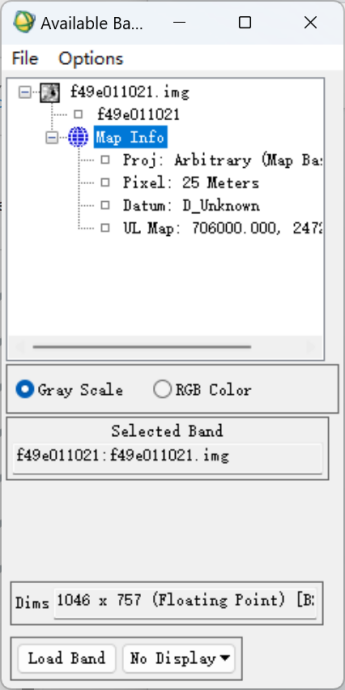 Available Ba...
File Options
f49e011021.img
f49e011021
Map Info
Proj: Arbitrary (Map Ba
Pixel: 25 Meters
Datum: D_Unknown
UL Map: 706000.000, 2472
Gray Scale RGB Color
Selected Band
f49e011021:f49e011021.img
Dims 1046 x 757 (Floating Point) [B
Load Band No Display